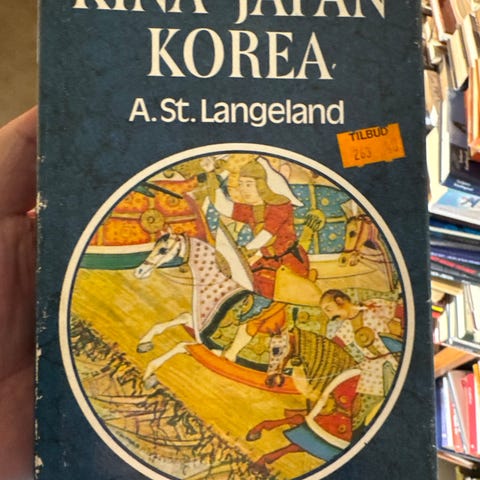 KINA JAPAN
KOREA
A.St. Langeland
TILBUD